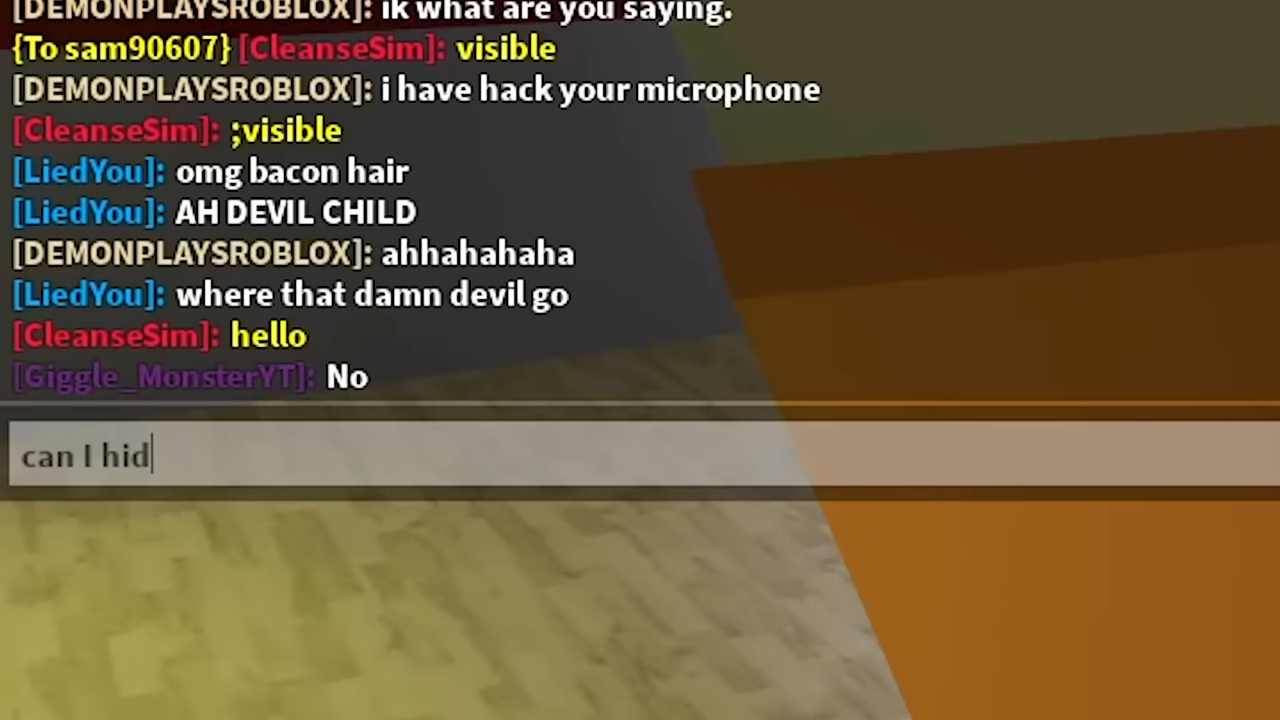 [DEMONPLAYSROBLOX]: ik what are you saying.
{To sam90607} [CleanseSim]: visible
[DEMONPLAYSROBLOX]: i have hack your microphone
[CleanseSim]: ;visible
[LiedYou]: omg bacon hair
[LiedYou]: AH DEVIL CHILD
[DEMONPLAYSROBLOX]: ahhahahaha
[LiedYou]: where that damn devil go
[CleanseSim]: hello
[Giggle_MonsterYT]: No
can I hid